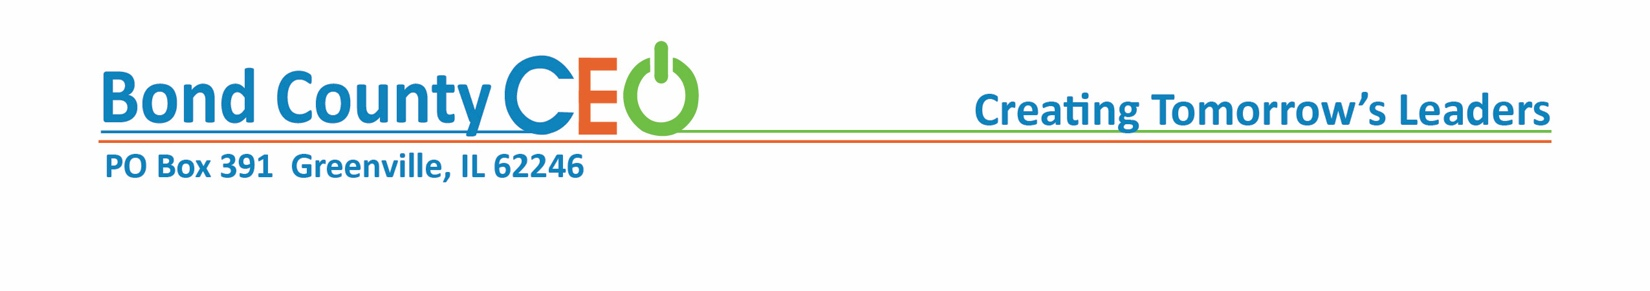 Bond County CEO
Creating Tomorrow’s Leaders
PO Box 391  Greenville, IL 62246